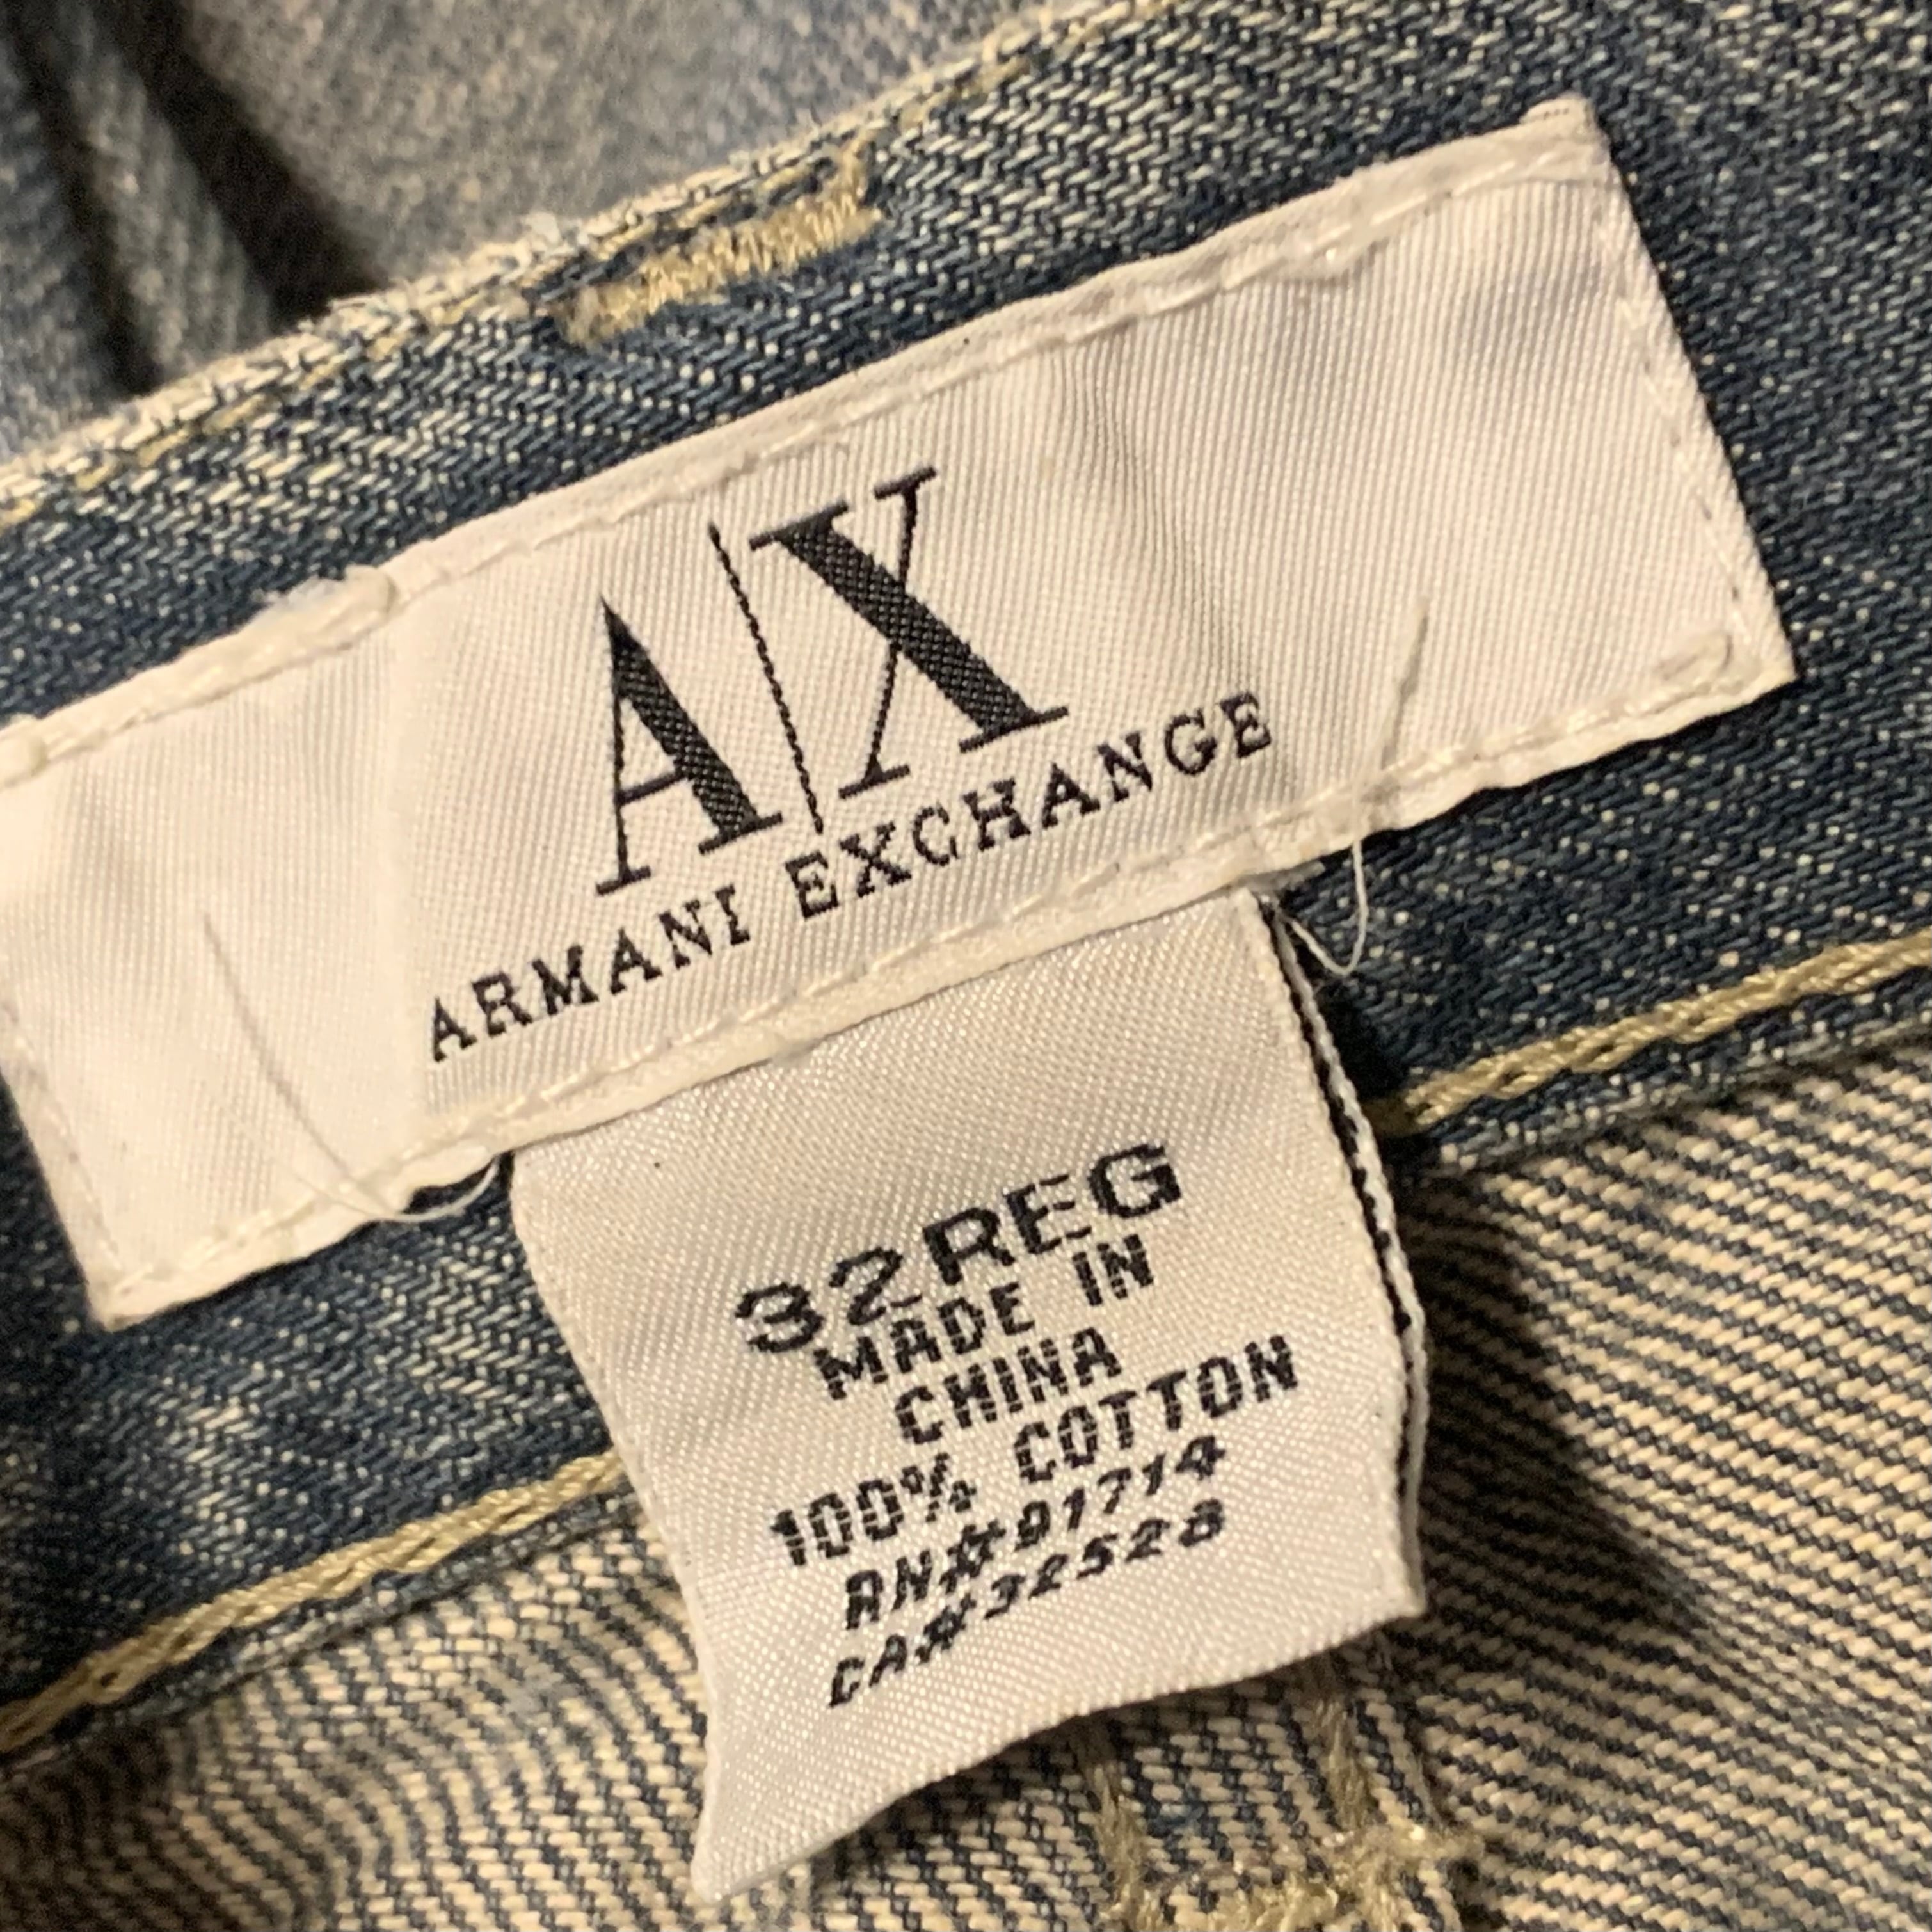 A|X
ARMANI EXCHANGE
32REG
MADE IN
CHINA
100% COTTON
RN#91714
CA#32528